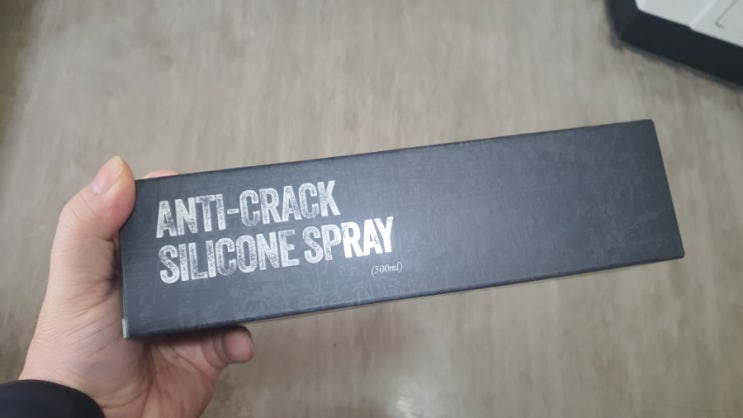 ANTI-CRACK
SILICONE SPRAY
(500ml)